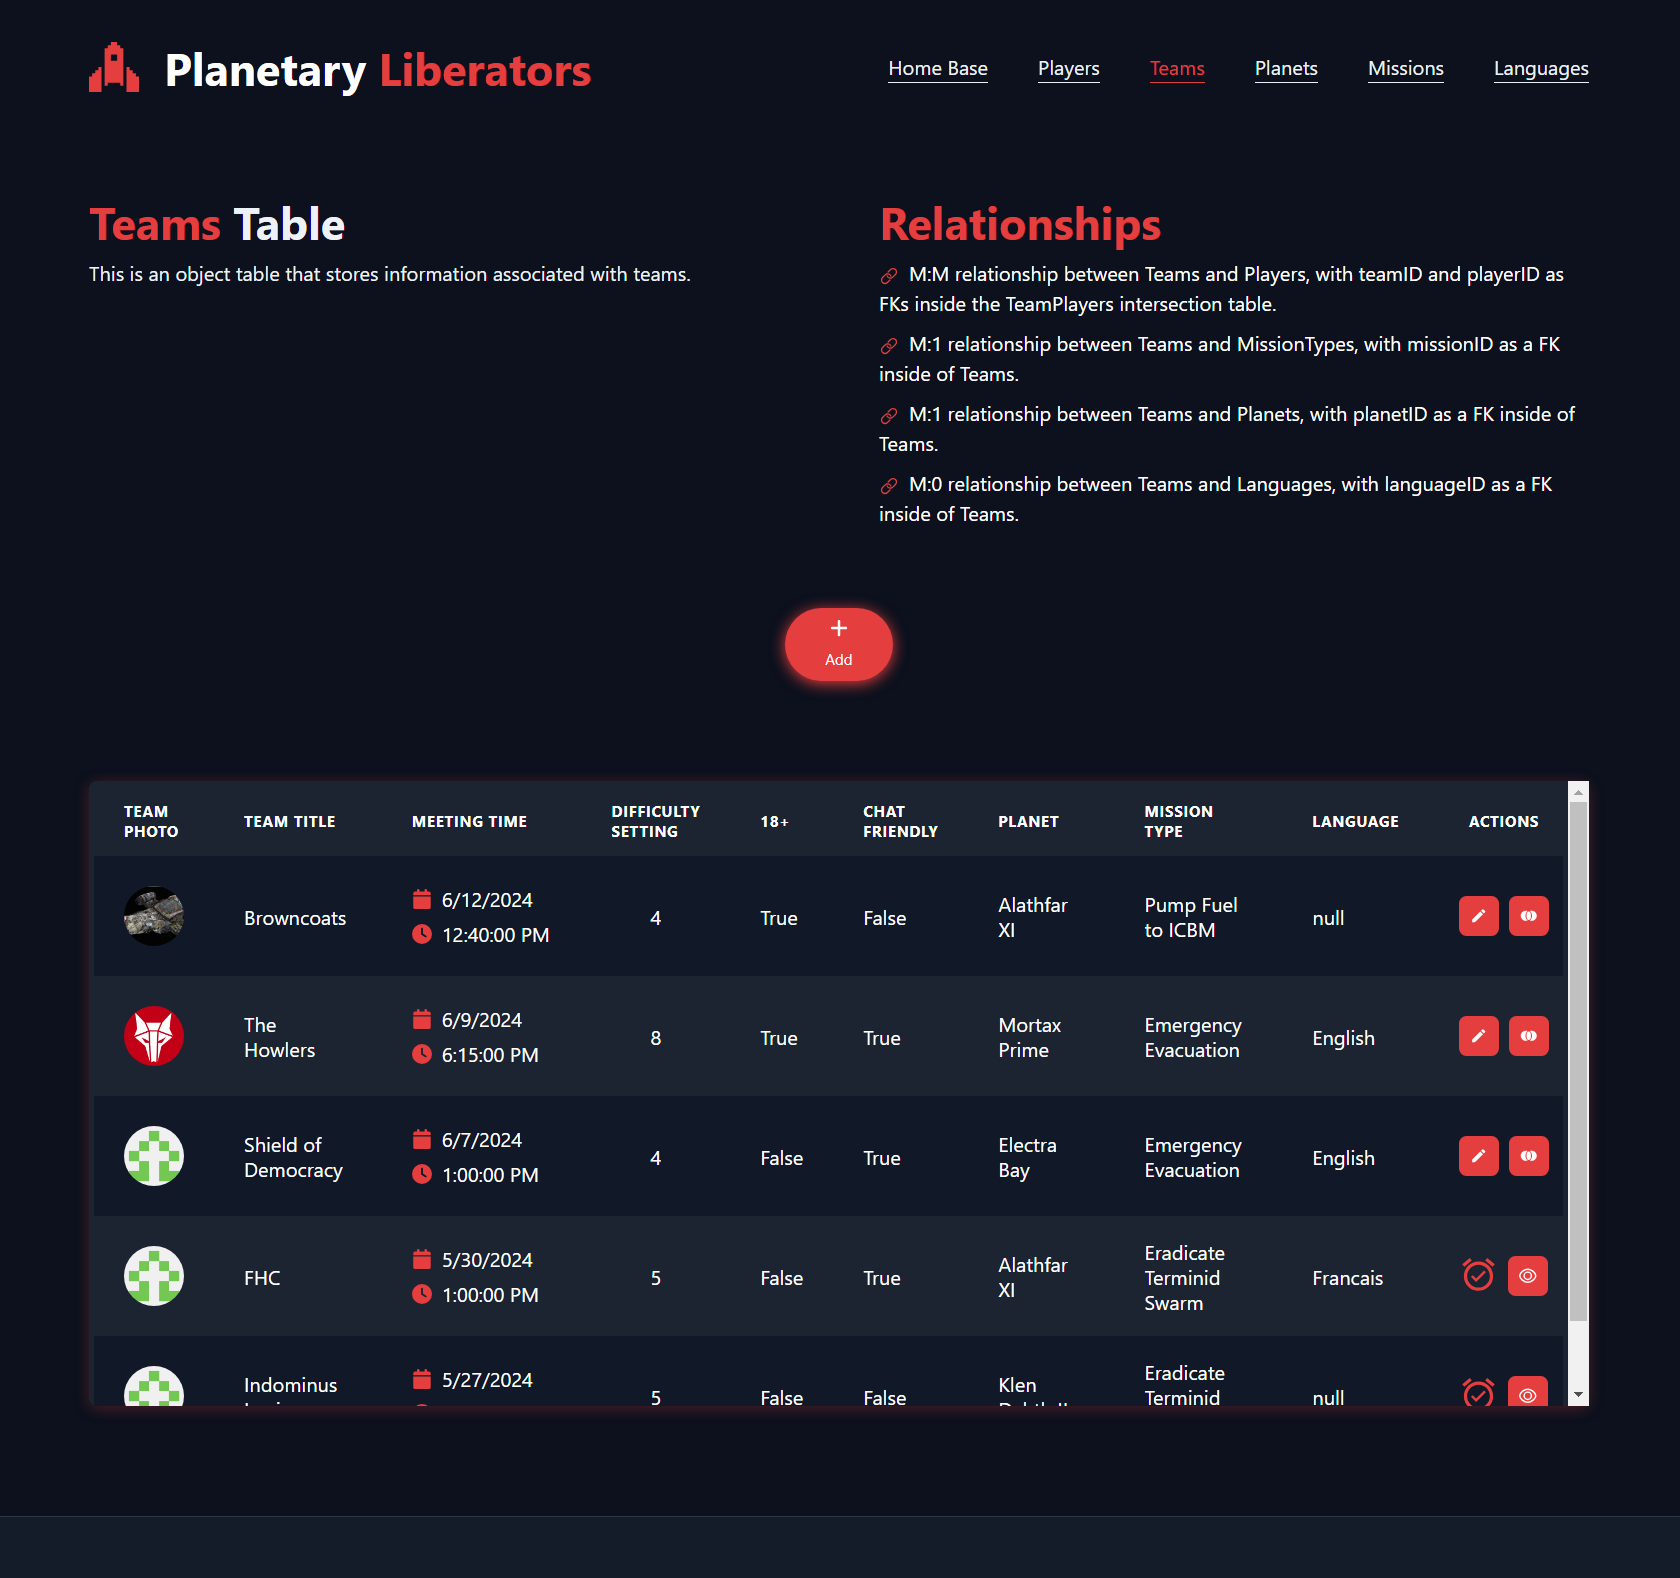 Planetary Liberators
Home Base Players Teams Planets Missions Languages
Teams Table
This is an object table that stores information associated with teams.
Relationships
M:M relationship between Teams and Players, with teamID and playerID as
FKs inside the TeamPlayers intersection table.
M:1 relationship between Teams and MissionTypes, with missionID as a FK
inside of Teams.
M:1 relationship between Teams and Planets, with planetID as a FK inside of
Teams.
M:0 relationship between Teams and Languages, with languageID as a FK
inside of Teams.
Add
TEAM
PHOTO
TEAM TITLE
MEETING TIME
DIFFICULTY
SETTING
18+
CHAT
FRIENDLY
PLANET
MISSION
TYPE
LANGUAGE
ACTIONS
Browncoats
6/12/2024
12:40:00 PM
4
True
False
Alathfar
XI
Pump Fuel
to ICBM
null
The
Howlers
6/9/2024
6:15:00 PM
8
True
True
Mortax
Prime
Emergency
Evacuation
English
Shield of
Democracy
6/7/2024
1:00:00 PM
4
False
True
Electra
Bay
Emergency
Evacuation
English
FHC
5/30/2024
1:00:00 PM
5
False
True
Alathfar
XI
Eradicate
Terminid
Swarm
Francais
Indominus
5/27/2024
5
False
False
Klen
Eradicate
Terminid
null